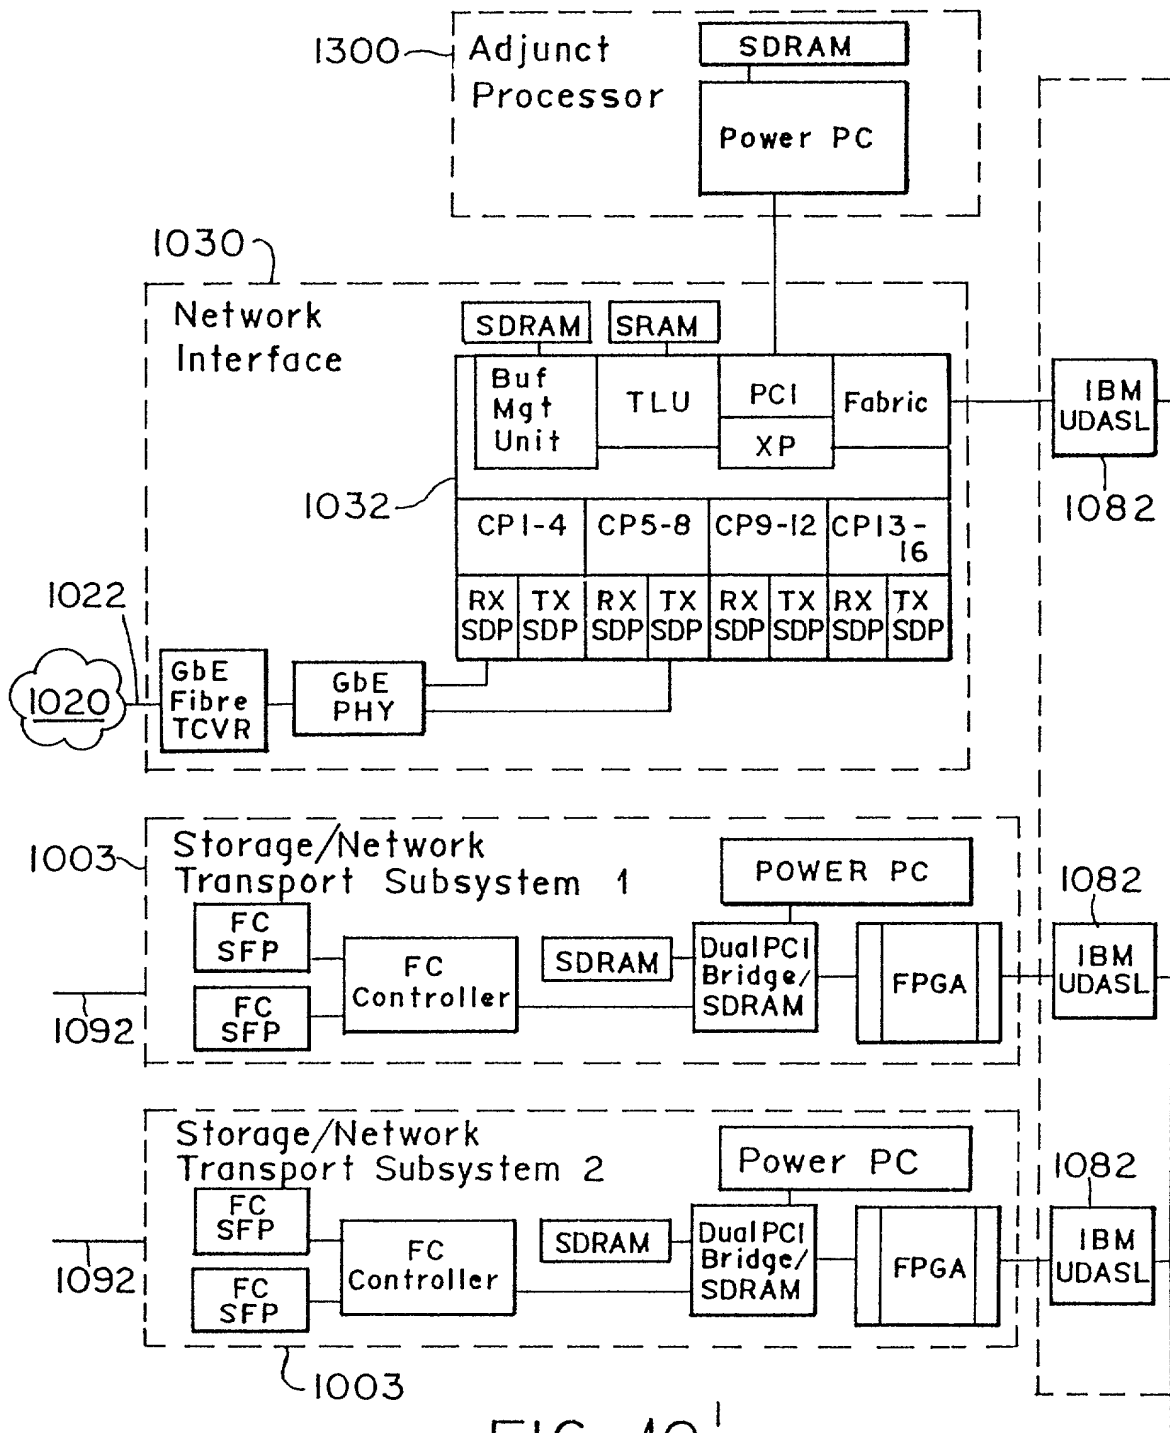 1300
Adjunct
Processor
SDRAM
Power PC
1030
Network
Interface
SDRAM
SRAM
Buf
Mgt
Unit
TLU
PCI
XP
Fabric
IBM
UDASL
1082
1032
CP1-4
CP5-8
CP9-12
CP13-
16
RX
SDP
TX
SDP
RX
SDP
TX
SDP
RX
SDP
TX
SDP
RX
SDP
TX
SDP
1022
1020
GbE
Fibre
TCVR
GbE
PHY
1003
Storage/Network
Transport Subsystem 1
POWER PC
FC
SFP
FC
SFP
FC
Controller
SDRAM
Dual PCI
Bridge/
SDRAM
FPGA
1082
IBM
UDASL
1092
Storage/Network
Transport Subsystem 2
Power PC
FC
SFP
FC
SFP
FC
Controller
SDRAM
Dual PCI
Bridge/
SDRAM
FPGA
1082
IBM
UDASL
1092
1003